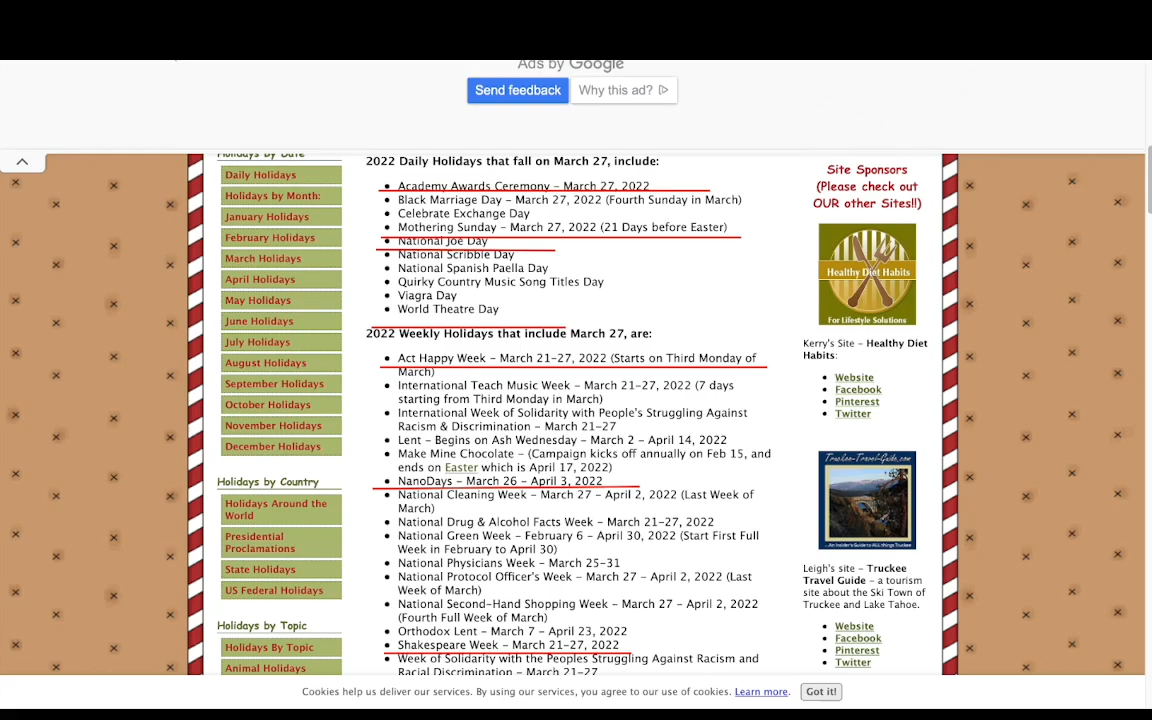 Ads by Google
Send feedback
Why this ad?
Holidays by Date
Daily Holidays
Holidays by Month:
January Holidays
February Holidays
March Holidays
April Holidays
May Holidays
June Holidays
July Holidays
August Holidays
September Holidays
October Holidays
November Holidays
December Holidays
Holidays by Country
Holidays Around the
World
Presidential
Proclamations
State Holidays
US Federal Holidays
Holidays by Topic
Holidays By Topic
Animal Holidays
2022 Daily Holidays that fall on March 27, include:
Academy Awards Ceremony – March 27, 2022
Black Marriage Day – March 27, 2022 (Fourth Sunday in March)
Celebrate Exchange Day
Mothering Sunday – March 27, 2022 (21 Days before Easter)
National Joe Day
National Scribble Day
National Spanish Paella Day
Quirky Country Music Song Titles Day
Viagra Day
World Theatre Day
2022 Weekly Holidays that include March 27, are:
Act Happy Week – March 21-27, 2022 (Starts on Third Monday of
March)
International Teach Music Week – March 21-27, 2022 (7 days
starting from Third Monday in March)
International Week of Solidarity with People's Struggling Against
Racism & Discrimination – March 21-27
Lent – Begins on Ash Wednesday – March 2 – April 14, 2022
Make Mine Chocolate – (Campaign kicks off annually on Feb 15, and
ends on Easter which is April 17, 2022)
NanoDays – March 26 – April 3, 2022
National Cleaning Week – March 27 – April 2, 2022 (Last Week of
March)
National Drug & Alcohol Facts Week – March 21-27, 2022
National Green Week – February 6 – April 30, 2022 (Start First Full
Week in February to April 30)
National Physicians Week – March 25-31
National Protocol Officer's Week – March 27 – April 2, 2022 (Last
Week of March)
National Second-Hand Shopping Week – March 27 – April 2, 2022
(Fourth Full Week of March)
Orthodox Lent – March 7 – April 23, 2022
Shakespeare Week – March 21-27, 2022
Week of Solidarity with the Peoples Struggling Against Racism and
Racial Discrimination – March 21-27
Site Sponsors
(Please check out
OUR other Sites!!)
Healthy Diet Habits
For Lifestyle Solutions
Kerry's Site – Healthy Diet
Habits:
Website
Facebook
Pinterest
Twitter
Truckee-Travel-Guide.com
...An Insider's Guide to ALL things Truckee
Leigh's site – Truckee
Travel Guide – a tourism
site about the Ski Town of
Truckee and Lake Tahoe.
Website
Facebook
Pinterest
Twitter
Cookies help us deliver our services. By using our services, you agree to our use of cookies. Learn more.
Got it!